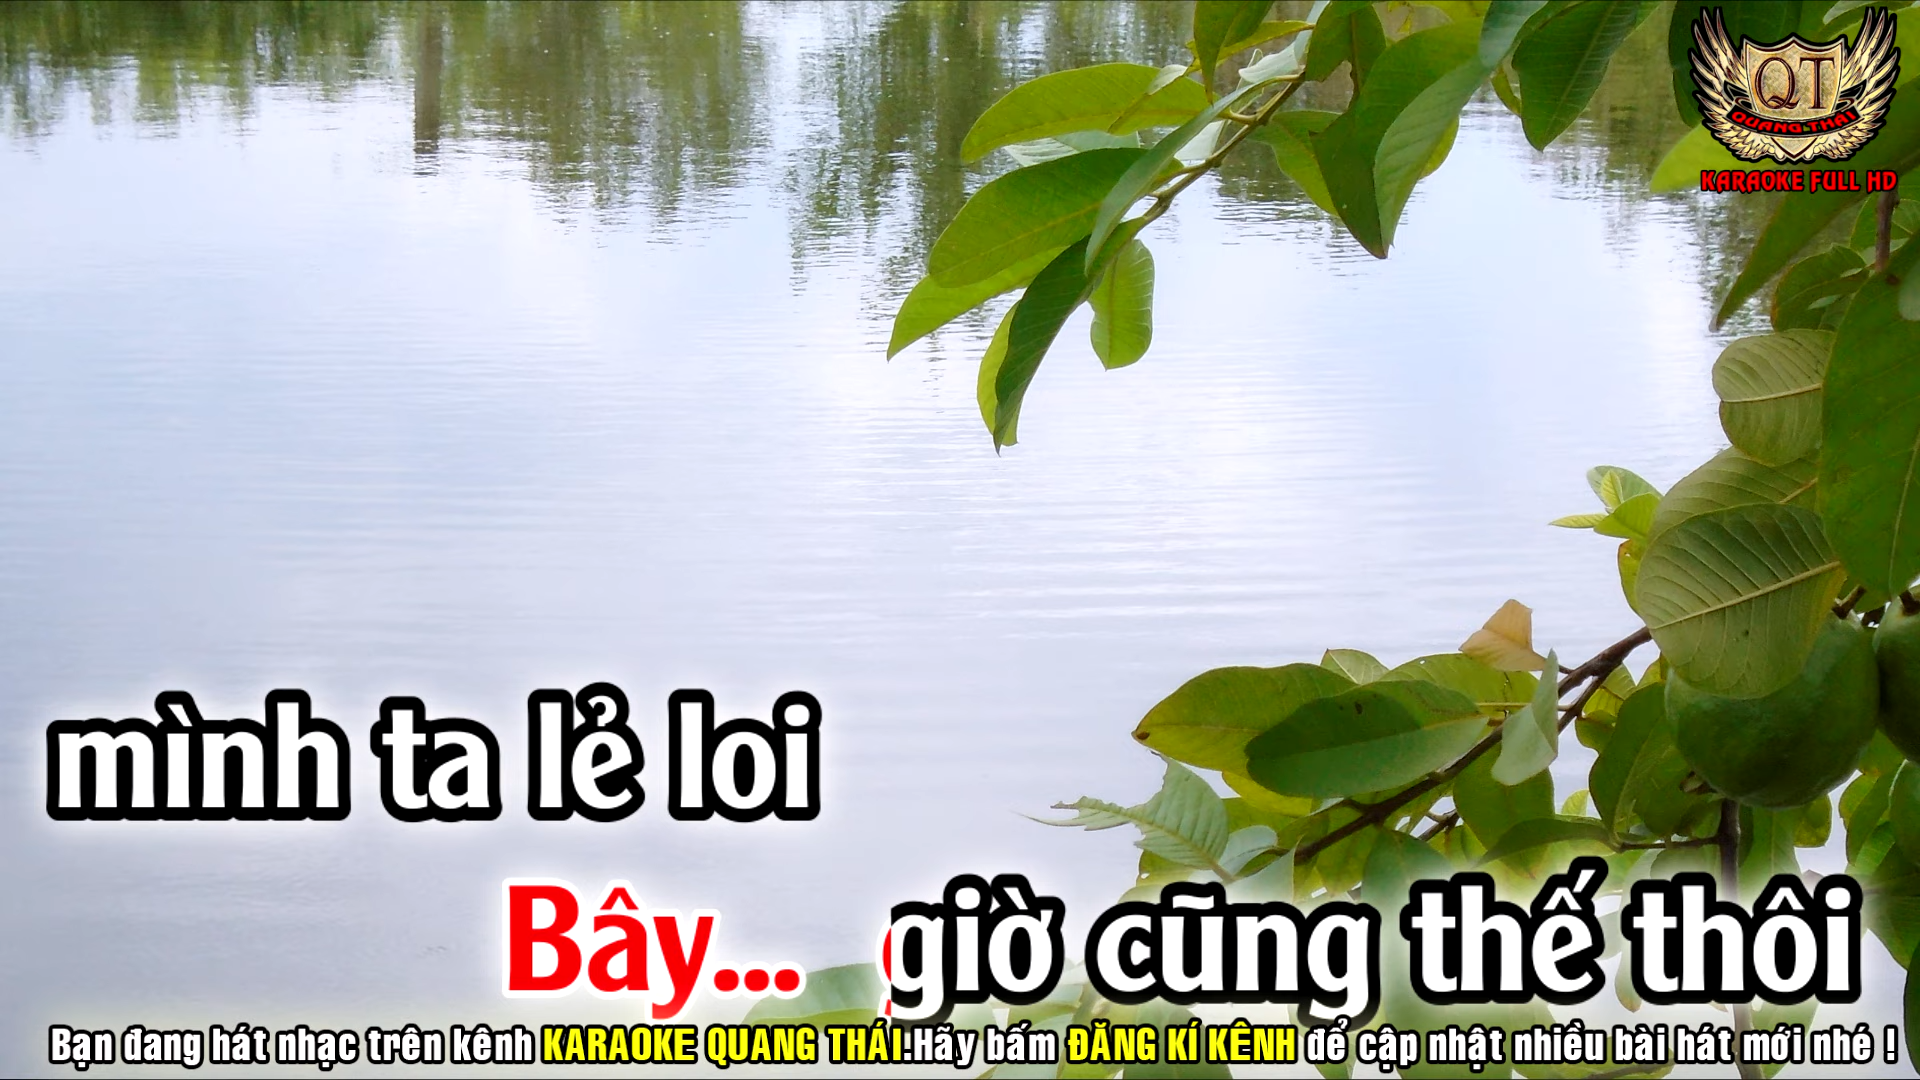 QT
QUANG THÁI
KARAOKE FULL HD
mình ta lẻ loi
Bây... giờ cũng thế thôi
Bạn đang hát nhạc trên kênh KARAOKE QUANG THÁI.Hãy bấm ĐĂNG KÍ KÊNH để cập nhật nhiều bài hát mới nhé !